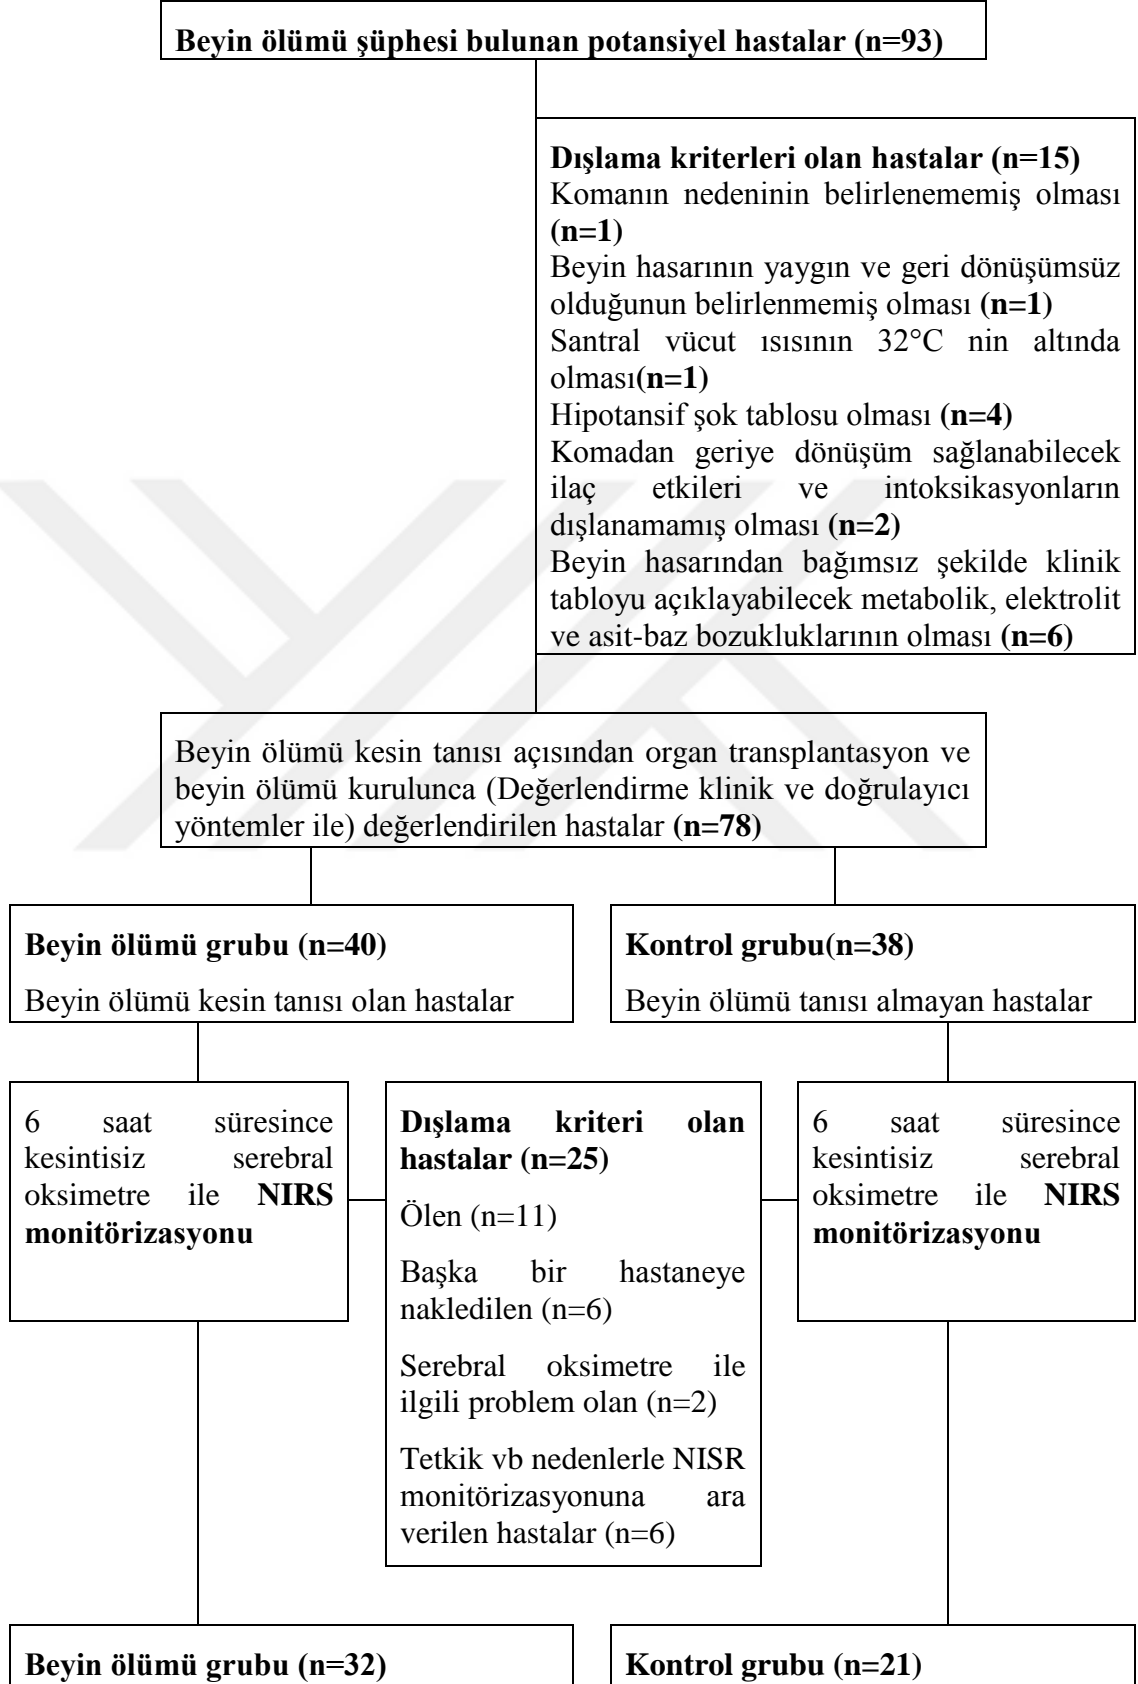 Beyin ölümü şüphesi bulunan potansiyel hastalar (n=93)
Dışlama kriterleri olan hastalar (n=15)
Komanın nedeninin belirlenememiş olması
(n=1)
Beyin hasarının yaygın ve geri dönüşümsüz
olduğunun belirlenmemiş olması (n=1)
Santral vücut ısısının 32°C nin altında
olması(n=1)
Hipotansif şok tablosu olması (n=4)
Komadan geriye dönüşüm sağlanabilecek
ilaç etkileri ve intoksikasyonların
dışlanamamış olması (n=2)
Beyin hasarından bağımsız şekilde klinik
tabloyu açıklayabilecek metabolik, elektrolit
ve asit-baz bozukluklarının olması (n=6)
Beyin ölümü kesin tanısı açısından organ transplantasyon ve
beyin ölümü kurulunca (Değerlendirme klinik ve doğrulayıcı
yöntemler ile) değerlendirilen hastalar (n=78)
Beyin ölümü grubu (n=40)
Beyin ölümü kesin tanısı olan hastalar
Kontrol grubu(n=38)
Beyin ölümü tanısı almayan hastalar
6 saat süresince
kesintisiz serebral
oksimetre ile NIRS
monitörizasyonu
Dışlama kriteri olan
hastalar (n=25)
Ölen (n=11)
Başka bir hastaneye
nakledilen (n=6)
Serebral oksimetre ile
ilgili problem olan (n=2)
Tetkik vb nedenlerle NISR
monitörizasyonuna ara
verilen hastalar (n=6)
6 saat süresince
kesintisiz serebral
oksimetre ile NIRS
monitörizasyonu
Beyin ölümü grubu (n=32)
Kontrol grubu (n=21)